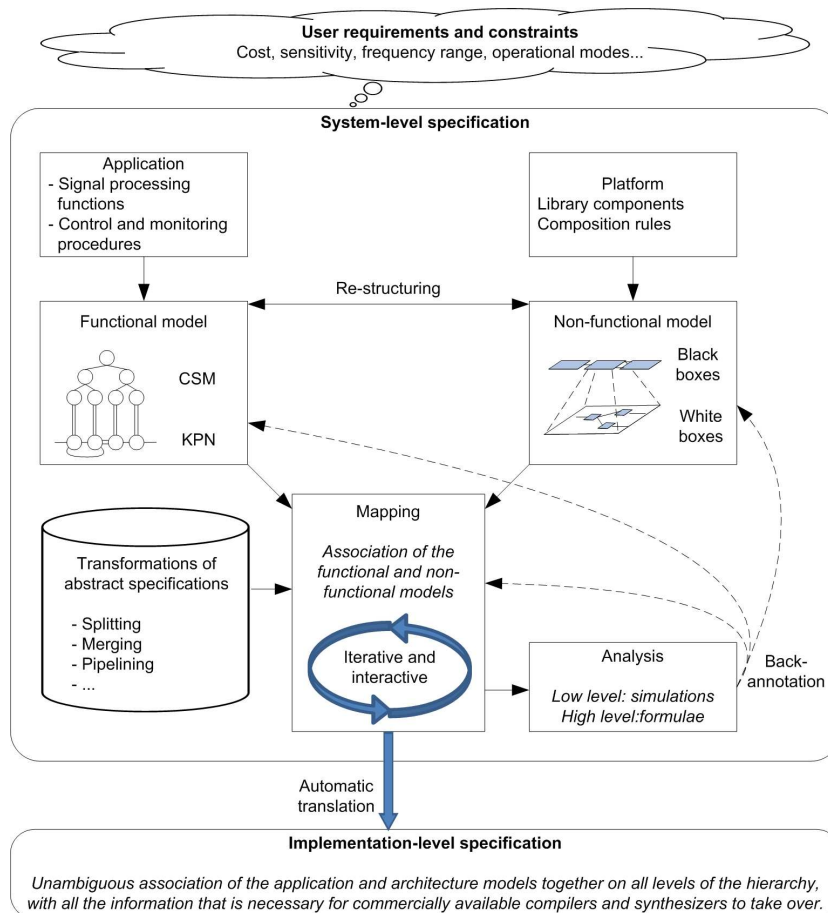 User requirements and constraints
Cost, sensitivity, frequency range, operational modes...
System-level specification
Application
- Signal processing
functions
- Control and monitoring
procedures
Platform
Library components
Composition rules
Re-structuring
Functional model
CSM
KPN
Non-functional model
Black
boxes
White
boxes
Mapping
Association of the
functional and non-
functional models
Iterative and
interactive
Transformations of
abstract specifications
- Splitting
- Merging
- Pipelining
- ...
Analysis
Low level: simulations
High level:formulae
Back-
annotation
Automatic
translation
Implementation-level specification
Unambiguous association of the application and architecture models together on all levels of the hierarchy,
with all the information that is necessary for commercially available compilers and synthesizers to take over.